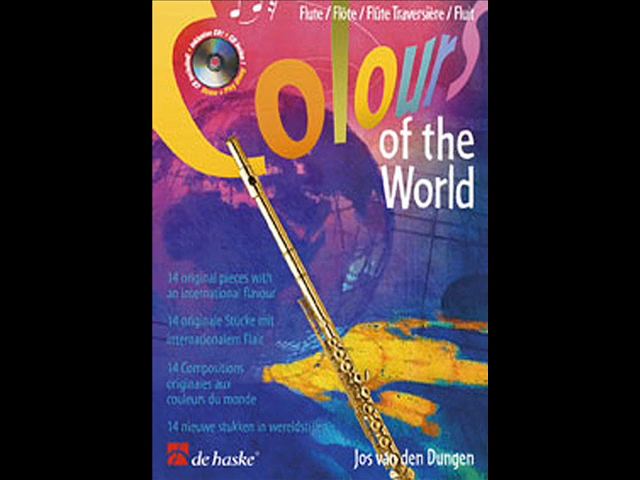 Flute / Flöte / Flûte Traversière / Fluit
Colours
of the
World
14 original pieces with
an international flavour
14 originale Stücke mit
internationalem Flair
14 Compositions
originales aux
couleurs du monde
14 nieuwe stukken in wereldstijlen
de haske
Jos van den Dungen